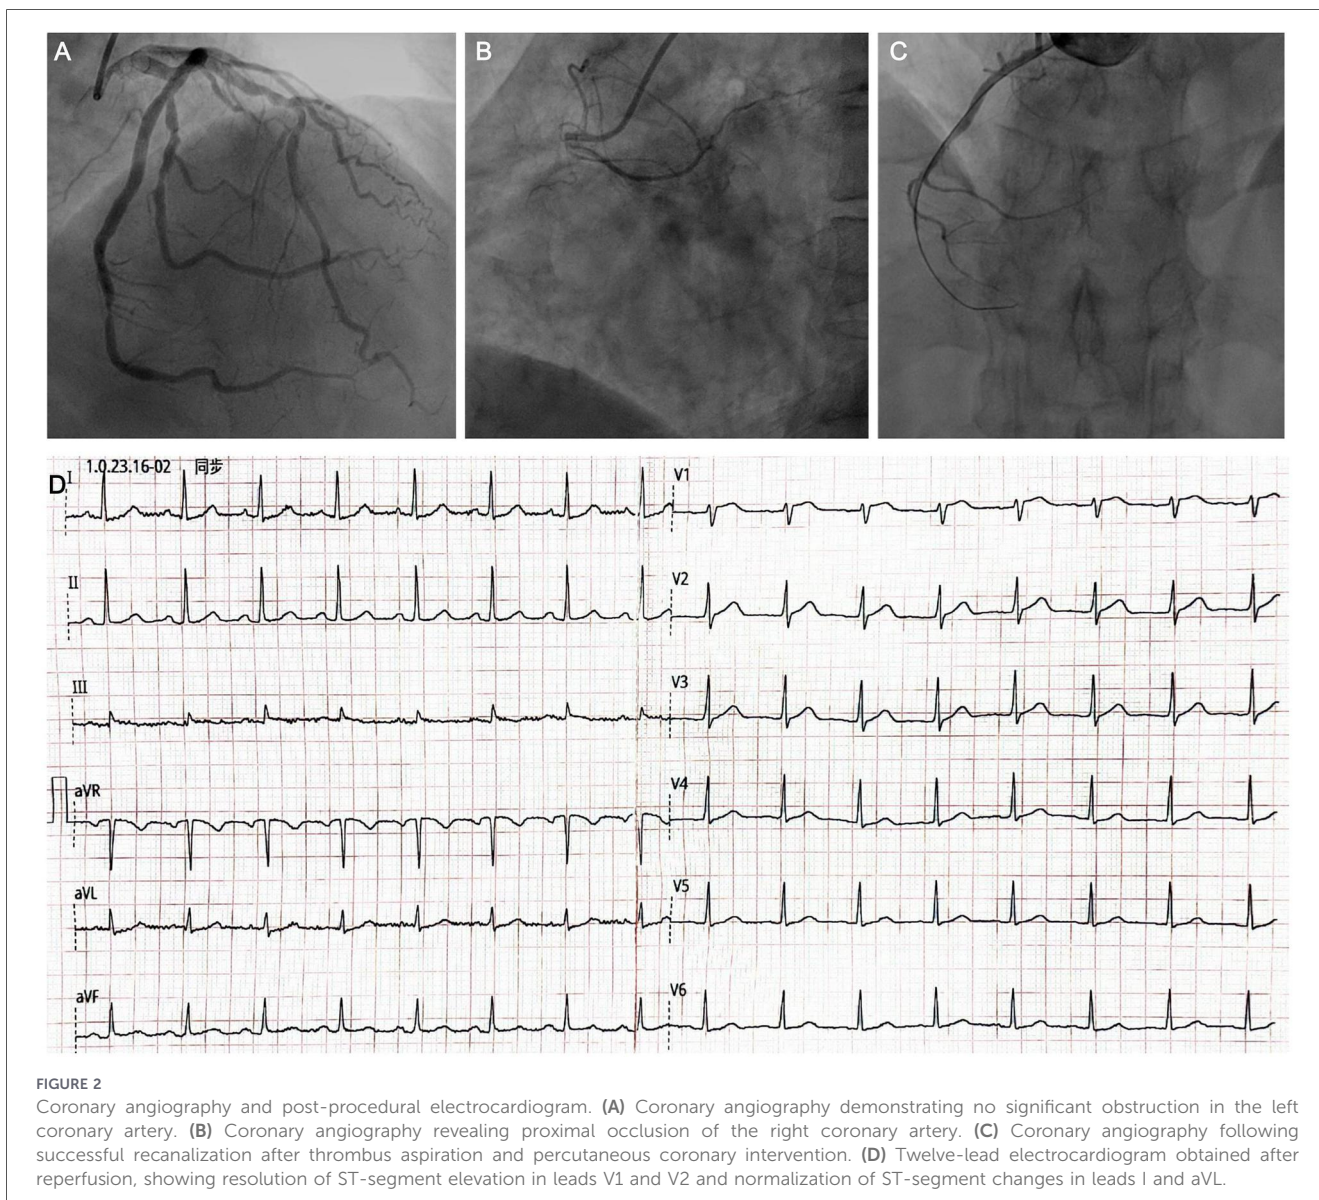 A
B
C
D
1.0.23.16-02 同步
I
V1
II
V2
III
V3
aVR
V4
aVL
V5
aVF
V6
FIGURE 2
Coronary angiography and post-procedural electrocardiogram. (A) Coronary angiography demonstrating no significant obstruction in the left
coronary artery. (B) Coronary angiography revealing proximal occlusion of the right coronary artery. (C) Coronary angiography following
successful recanalization after thrombus aspiration and percutaneous coronary intervention. (D) Twelve-lead electrocardiogram obtained after
reperfusion, showing resolution of ST-segment elevation in leads V1 and V2 and normalization of ST-segment changes in leads I and aVL.